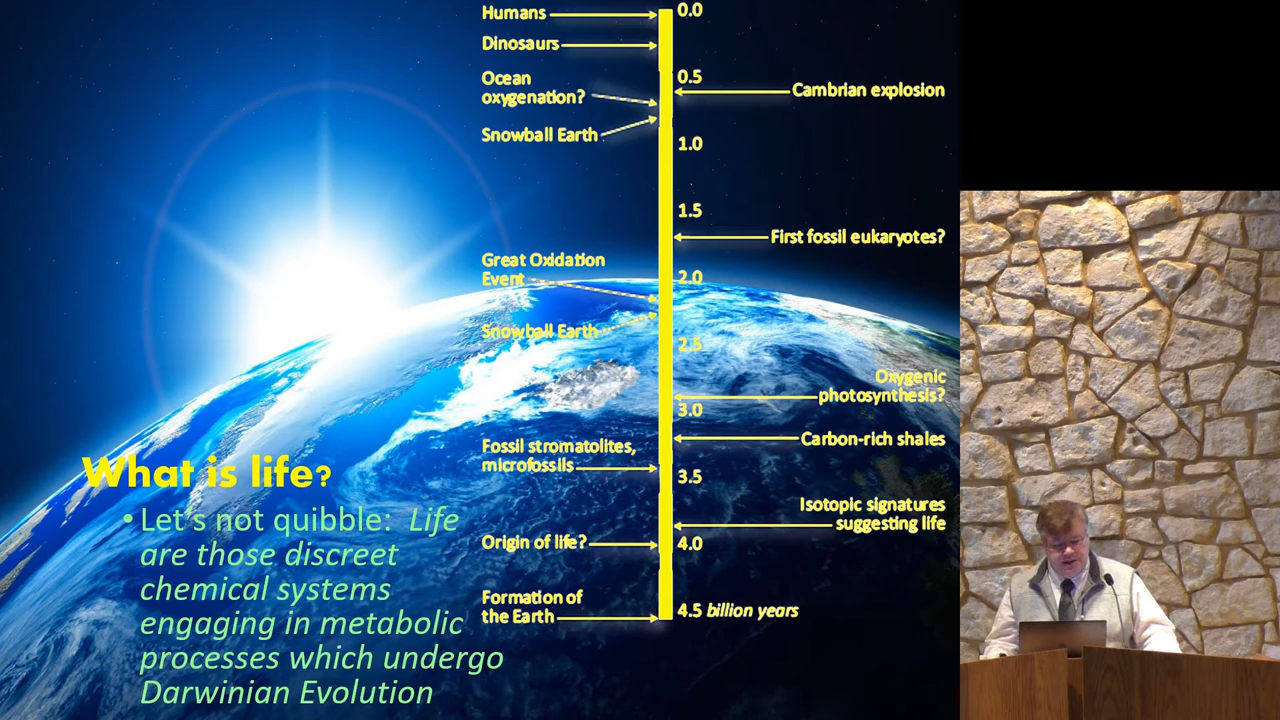 Humans
0.0
Dinosaurs
0.5
Ocean
oxygenation?
Cambrian explosion
Snowball Earth
1.0
1.5
First fossil eukaryotes?
Great Oxidation
Event
2.0
Snowball Earth
2.5
Oxygenic
photosynthesis?
3.0
Carbon-rich shales
Fossil stromatolites,
microfossils
3.5
Isotopic signatures
suggesting life
Origin of life?
4.0
Formation of
the Earth
4.5 billion years
What is life?
• Let's not quibble: Life
are those discreet
chemical systems
engaging in metabolic
processes which undergo
Darwinian Evolution